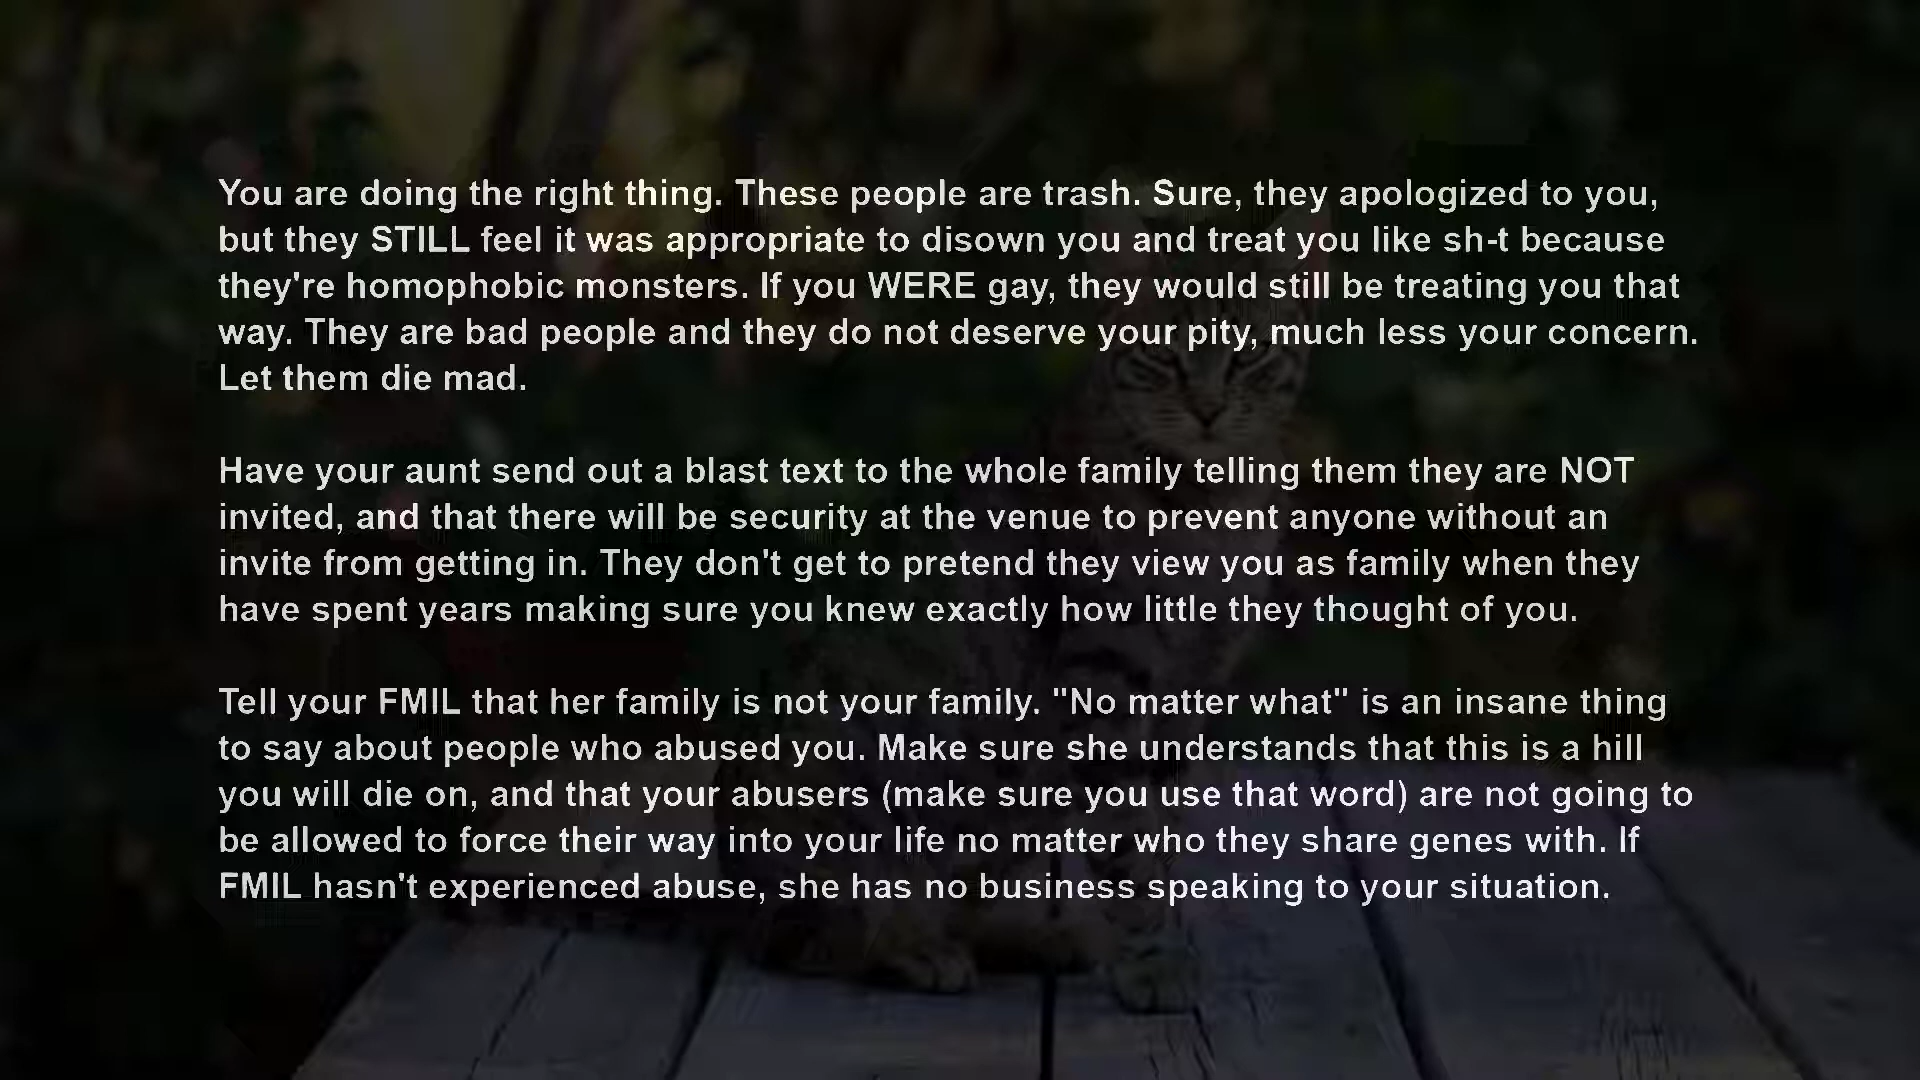 You are doing the right thing. These people are trash. Sure, they apologized to you,
but they STILL feel it was appropriate to disown you and treat you like sh-t because
they're homophobic monsters. If you WERE gay, they would still be treating you that
way. They are bad people and they do not deserve your pity, much less your concern.
Let them die mad.
Have your aunt send out a blast text to the whole family telling them they are NOT
invited, and that there will be security at the venue to prevent anyone without an
invite from getting in. They don't get to pretend they view you as family when they
have spent years making sure you knew exactly how little they thought of you.
Tell your FMIL that her family is not your family. "No matter what" is an insane thing
to say about people who abused you. Make sure she understands that this is a hill
you will die on, and that your abusers (make sure you use that word) are not going to
be allowed to force their way into your life no matter who they share genes with. If
FMIL hasn't experienced abuse, she has no business speaking to your situation.